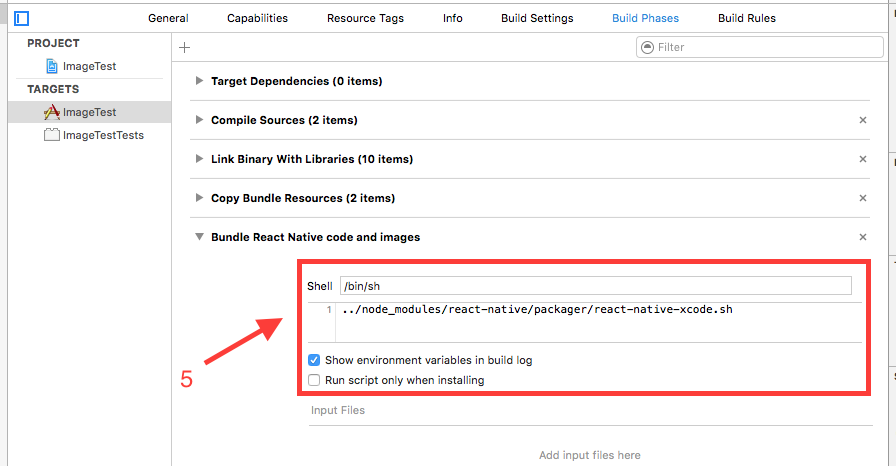 General Capabilities Resource Tags Info Build Settings Build Phases Build Rules
PROJECT
ImageTest
TARGETS
ImageTest
ImageTestTests
Filter
Target Dependencies (0 items)
Compile Sources (2 items)
Link Binary With Libraries (10 items)
Copy Bundle Resources (2 items)
Bundle React Native code and images
Shell /bin/sh
1 ../node_modules/react-native/packager/react-native-xcode.sh
Show environment variables in build log
Run script only when installing
5
Input Files
Add input files here